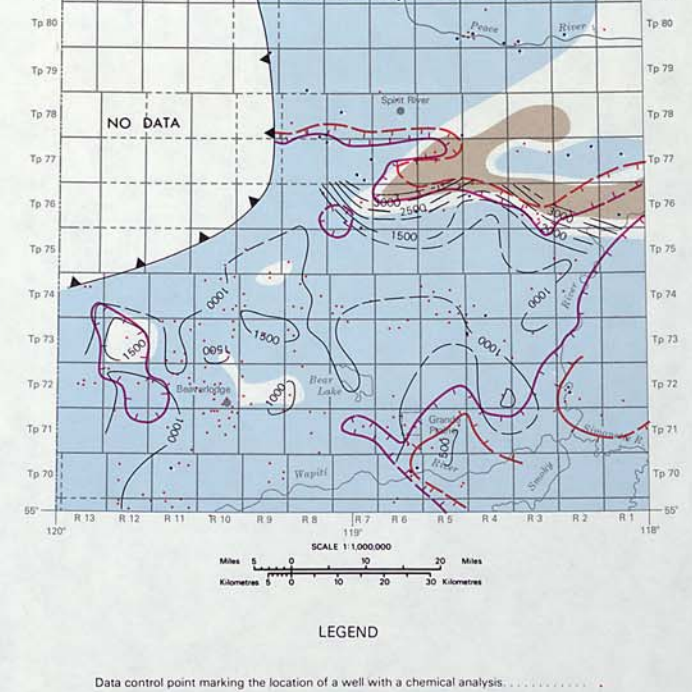 Tp 80
Peace River
Tp 80
Tp 79
Tp 79
Spirit River
Tp 78
Tp 78
NO DATA
Tp 77
Tp 77
3000
2500
3000
Tp 76
Tp 76
1500
Tp 75
Tp 75
Tp 74
1000
1000
River
Tp 74
Tp 73
1500
1500
1500
1000
Tp 73
Tp 72
Beaverlodge
1000
Bear
Lake
Tp 72
Tp 71
1000
Grande
Prairie
500
Tp 71
Tp 70
Wapiti
River
Smoky
Tp 70
55°
R 13 R 12 R 11 R 10 R 9 R 8 R 7 R 6 R 5 R 4 R 3 R 2 R 1
55°
120° 119° 118°
SCALE 1:1,000,000
Miles 5 0 10 20 Miles
Kilometres 5 0 10 20 30 Kilometres
LEGEND
Data control point marking the location of a well with a chemical analysis. . . . . . . . . . . .